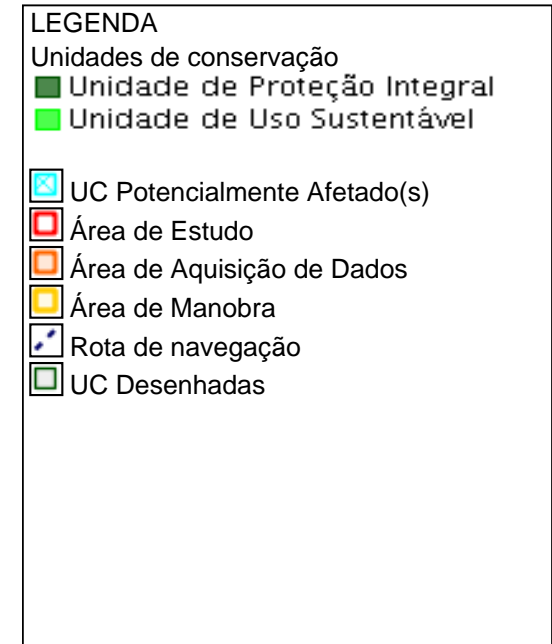 LEGENDA
Unidades de conservação
Unidade de Proteção Integral
Unidade de Uso Sustentável
UC Potencialmente Afetado(s)
Área de Estudo
Área de Aquisição de Dados
Área de Manobra
Rota de navegação
UC Desenhadas